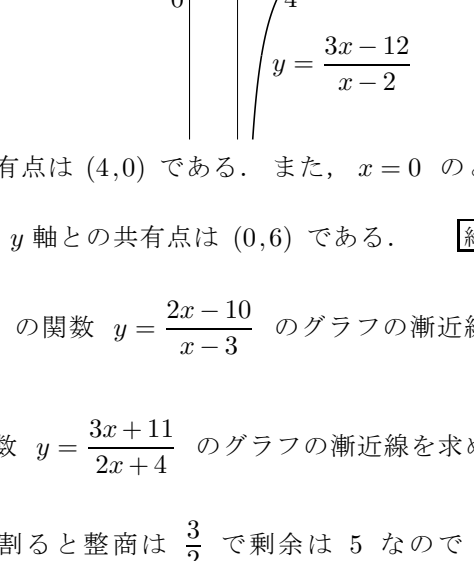 0 4
y = \frac{3x - 12}{x - 2}
有点は (4,0) である. また, x = 0 の
y 軸との共有点は (0,6) である.
の関数 y = \frac{2x - 10}{x - 3} のグラフの漸近線
数 y = \frac{3x + 11}{2x + 4} のグラフの漸近線を求め
割ると整商は \frac{3}{2} で剰余は 5 なので